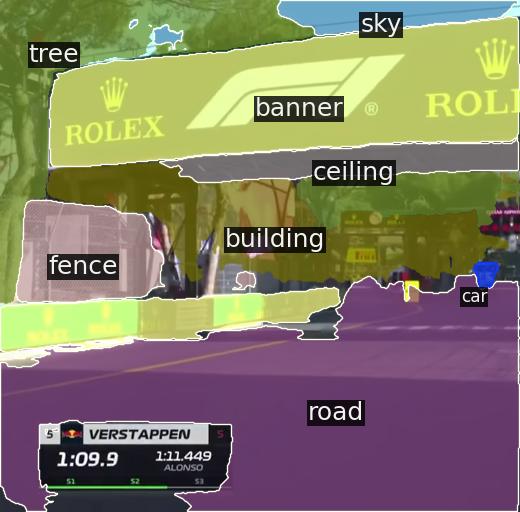 sky
tree
ROLEX
banner
®
ROL
ceiling
building
fence
car
road
5 VERSTAPPEN 5
1:09.9 1:11.449
ALONSO
S1 S2 S3